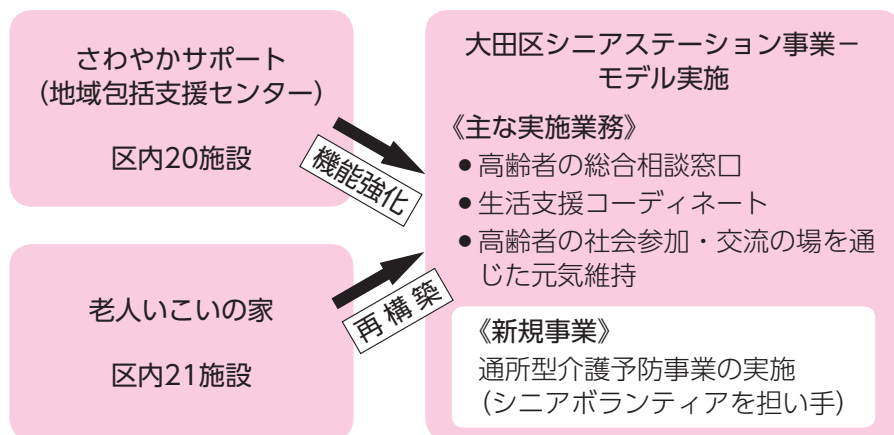 さわやかサポート
（地域包括支援センター）
区内20施設
機能強化
老人いこいの家
区内21施設
再構築
大田区シニアステーション事業－
モデル実施
《主な実施業務》
●高齢者の総合相談窓口
●生活支援コーディネート
●高齢者の社会参加・交流の場を通
じた元気維持
《新規事業》
通所型介護予防事業の実施
（シニアボランティアを担い手）